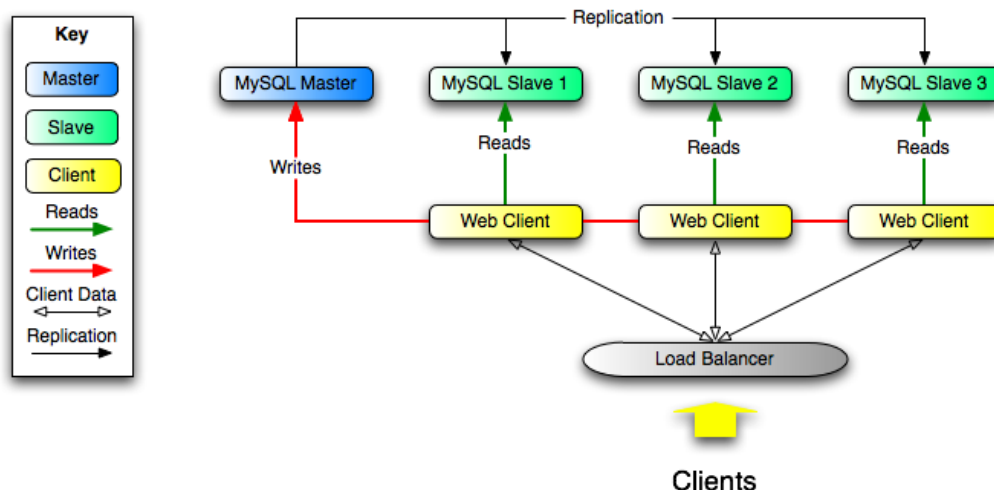 Key
Master
Slave
Client
Reads
Writes
Client Data
Replication
Replication
MySQL Master
MySQL Slave 1
MySQL Slave 2
MySQL Slave 3
Writes
Reads
Reads
Reads
Web Client
Web Client
Web Client
Load Balancer
Clients